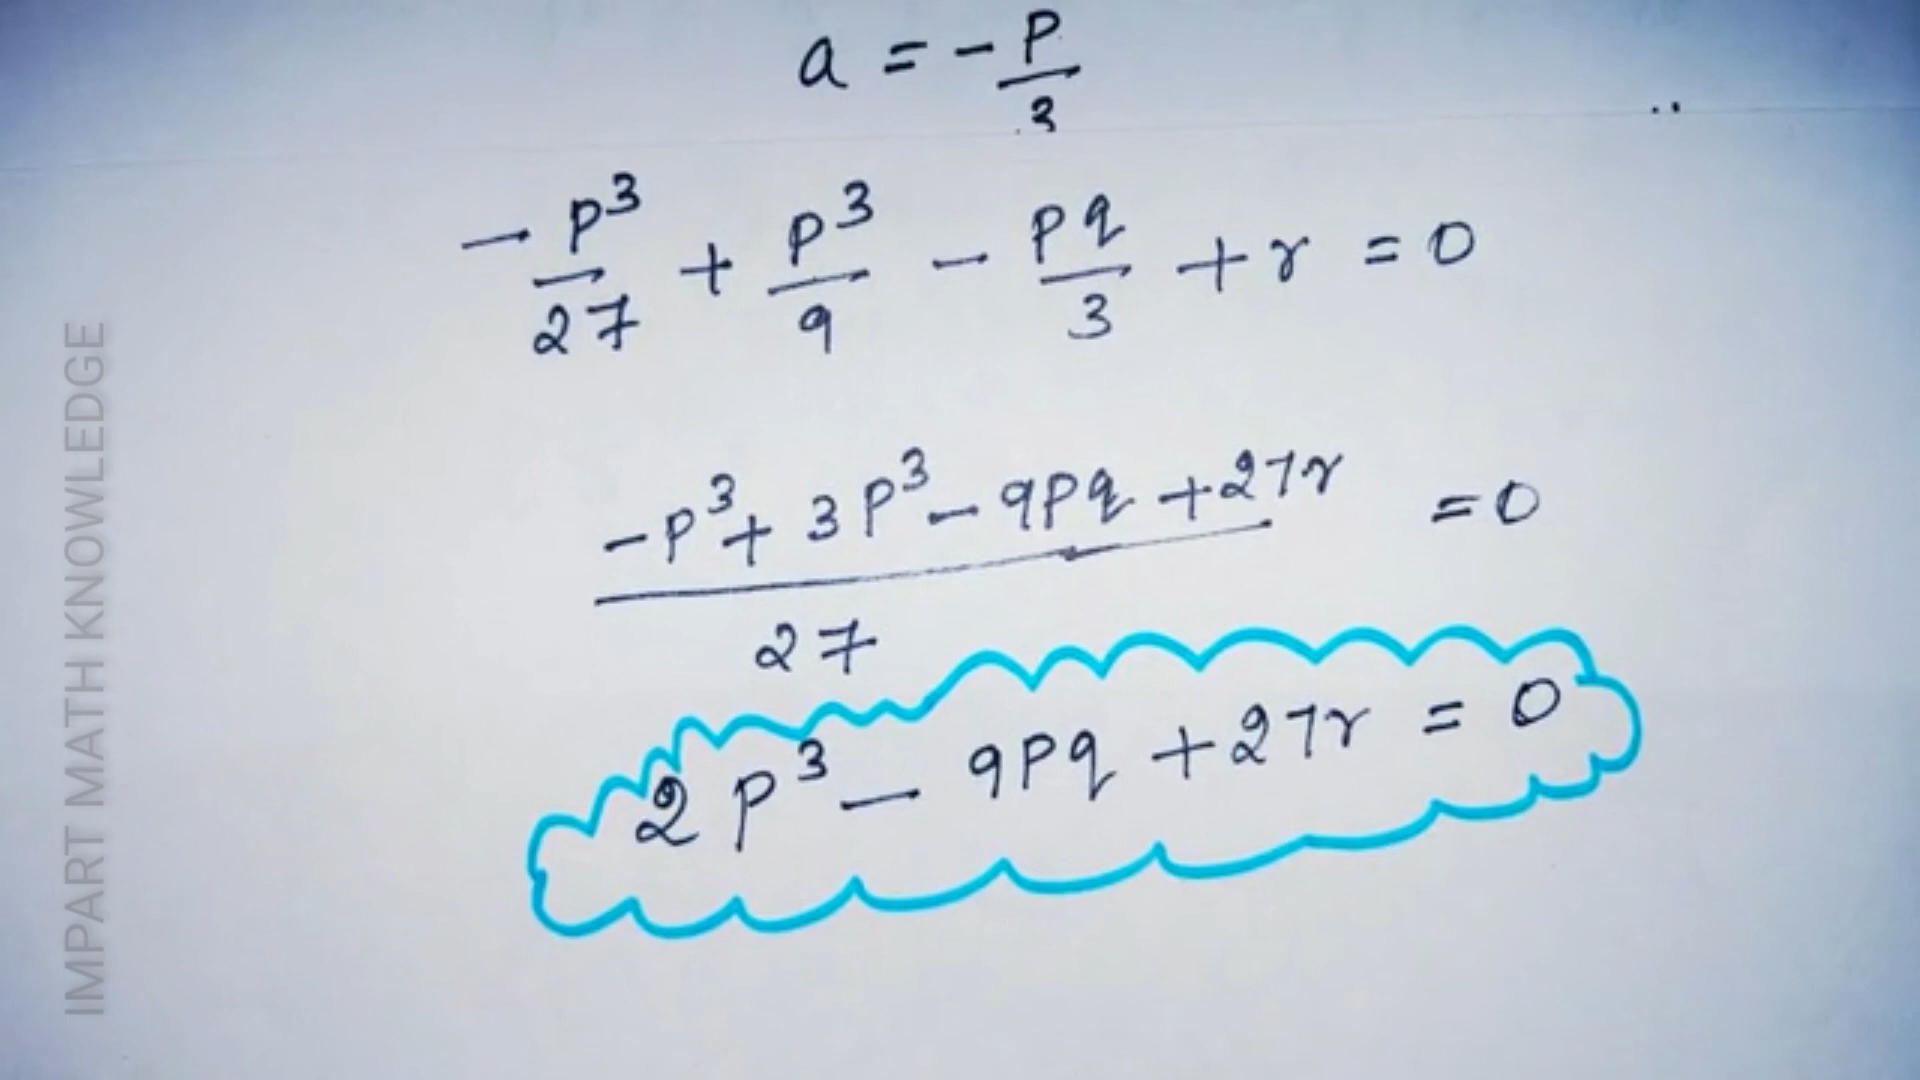 a = -P/3
-P³/27 + P³/9 - Pq/3 + r = 0
(-P³ + 3P³ - 9Pq + 27r)/27 = 0
2P³ - 9Pq + 27r = 0
IMPART MATH KNOWLEDGE